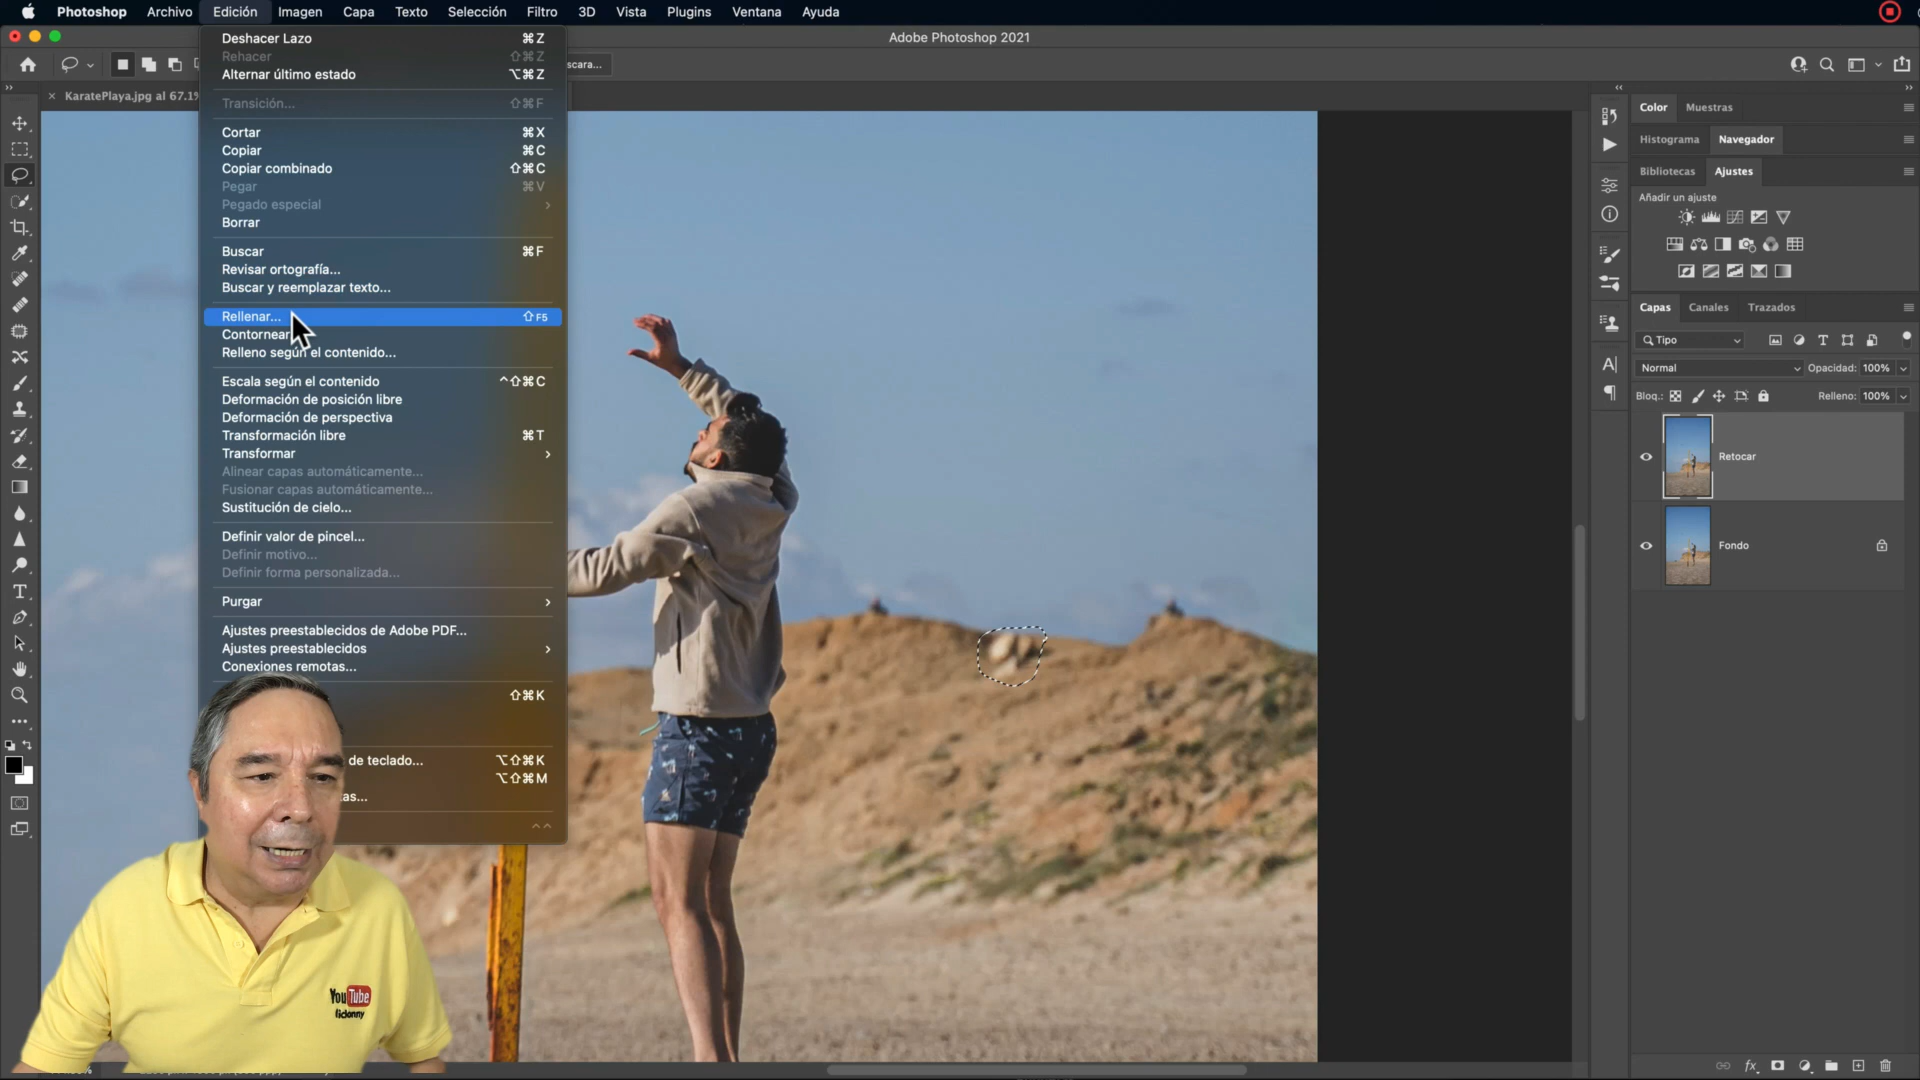 Photoshop Archivo Edición Imagen Capa Texto Selección Filtro 3D Vista Plugins Ventana Ayuda
Adobe Photoshop 2021
scara...
KaratePlaya.jpg al 67.1%
Deshacer Lazo ⌘Z
Rehacer ⇧⌘Z
Alternar último estado ⌥⌘Z
Transición... ⇧⌘F
Cortar ⌘X
Copiar ⌘C
Copiar combinado ⇧⌘C
Pegar ⌘V
Pegado especial
Borrar
Buscar ⌘F
Revisar ortografía...
Buscar y reemplazar texto...
Rellenar... ⇧F5
Contornear
Relleno según el contenido...
Escala según el contenido ^⇧⌘C
Deformación de posición libre
Deformación de perspectiva
Transformación libre ⌘T
Transformar
Alinear capas automáticamente...
Fusionar capas automáticamente...
Sustitución de cielo...
Definir valor de pincel...
Definir motivo...
Definir forma personalizada...
Purgar
Ajustes preestablecidos de Adobe PDF...
Ajustes preestablecidos
Conexiones remotas...
⇧⌘K
de teclado... ⌥⇧⌘K
⌥⇧⌘M
as...
YouTube
Color Muestras
Histograma Navegador
Bibliotecas Ajustes
Añadir un ajuste
Capas Canales Trazados
Tipo
Normal Opacidad: 100%
Bloq.: Relleno: 100%
Retocar
Fondo